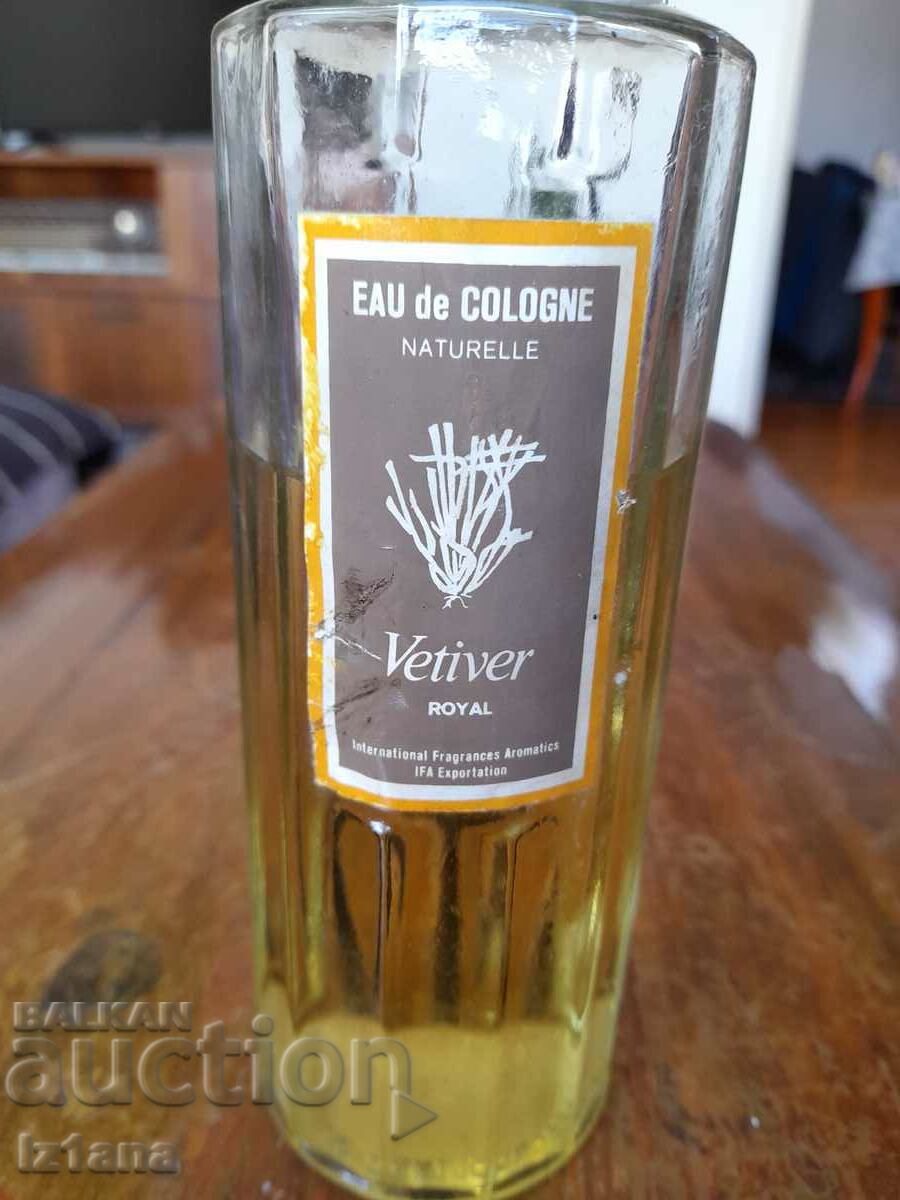 EAU de COLOGNE
NATURELLE
Vetiver
ROYAL
International Fragrances Aromatics
IFA Exportation
BALKAN
auction
Iz1ana